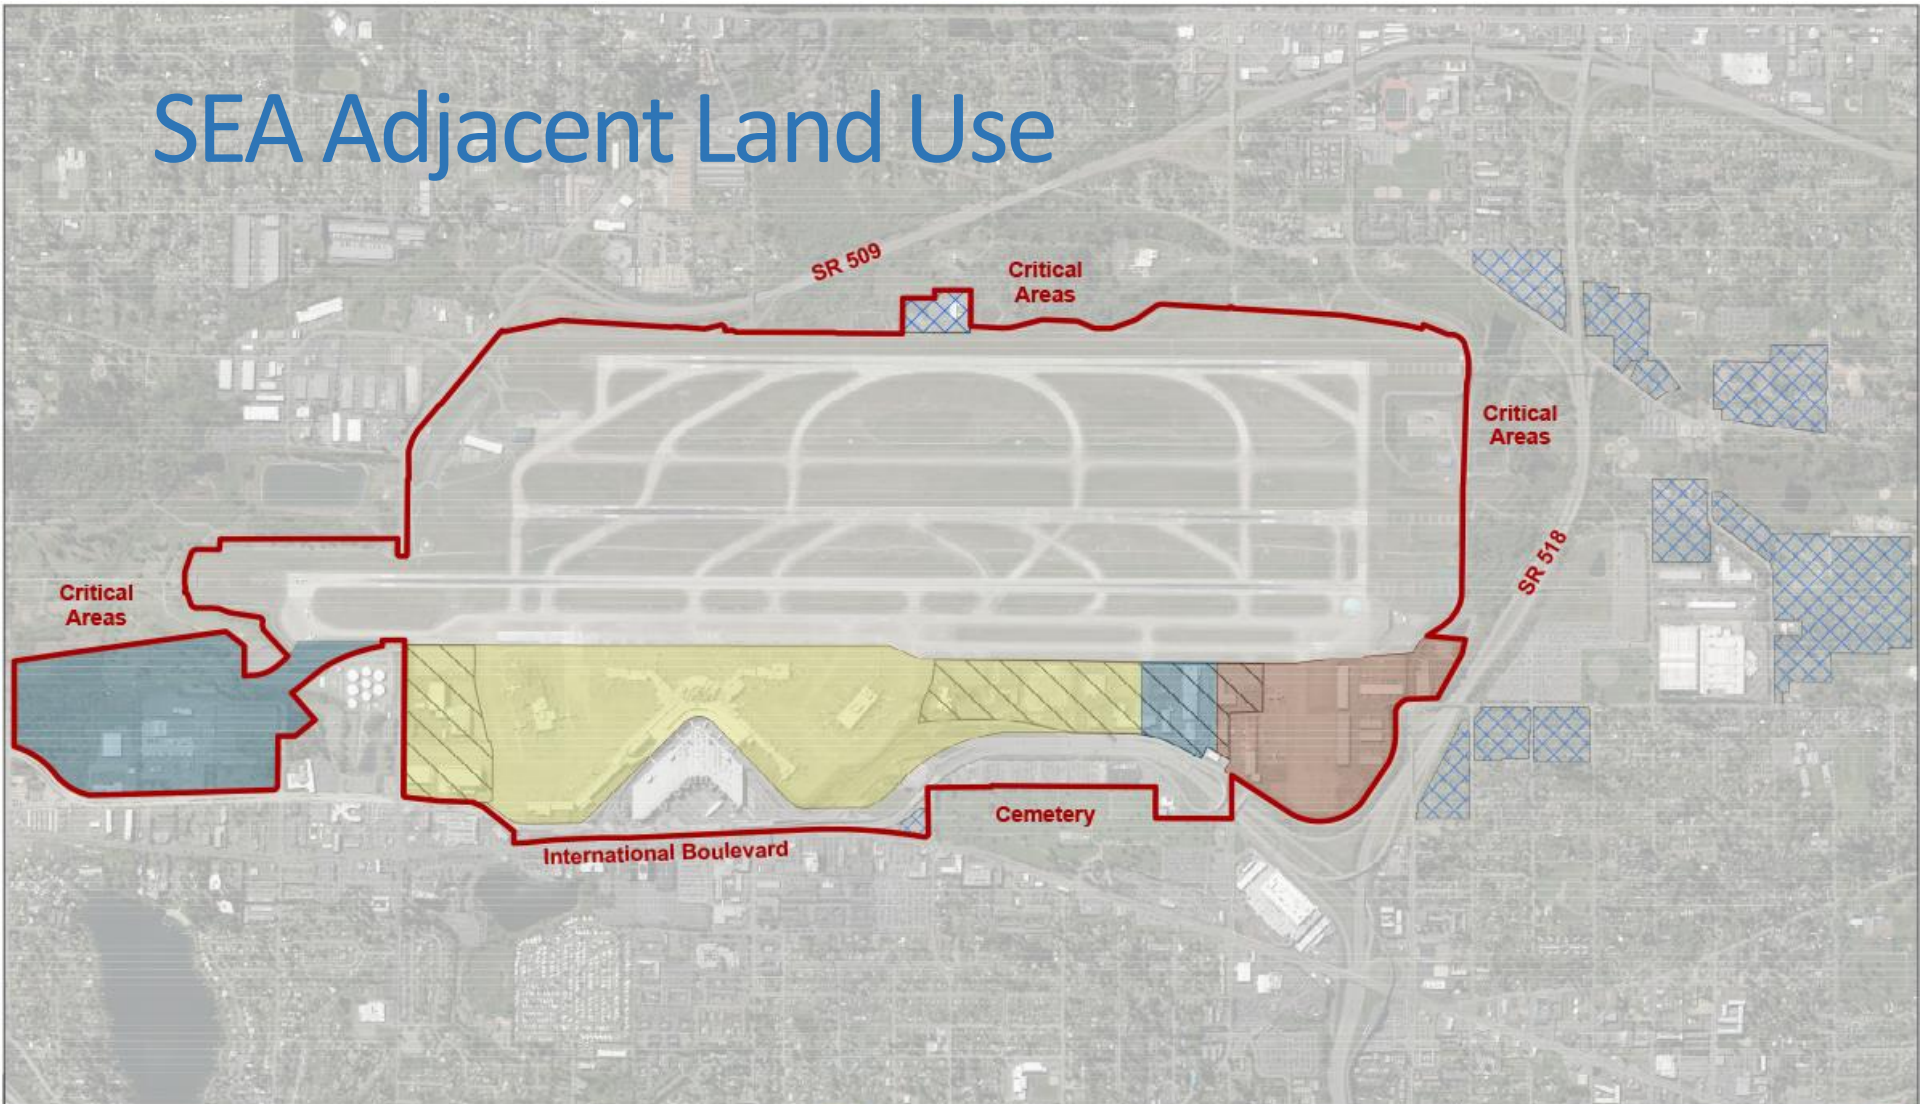 SEA Adjacent Land Use
SR 509
Critical
Areas
Critical
Areas
SR 518
Critical
Areas
Cemetery
International Boulevard